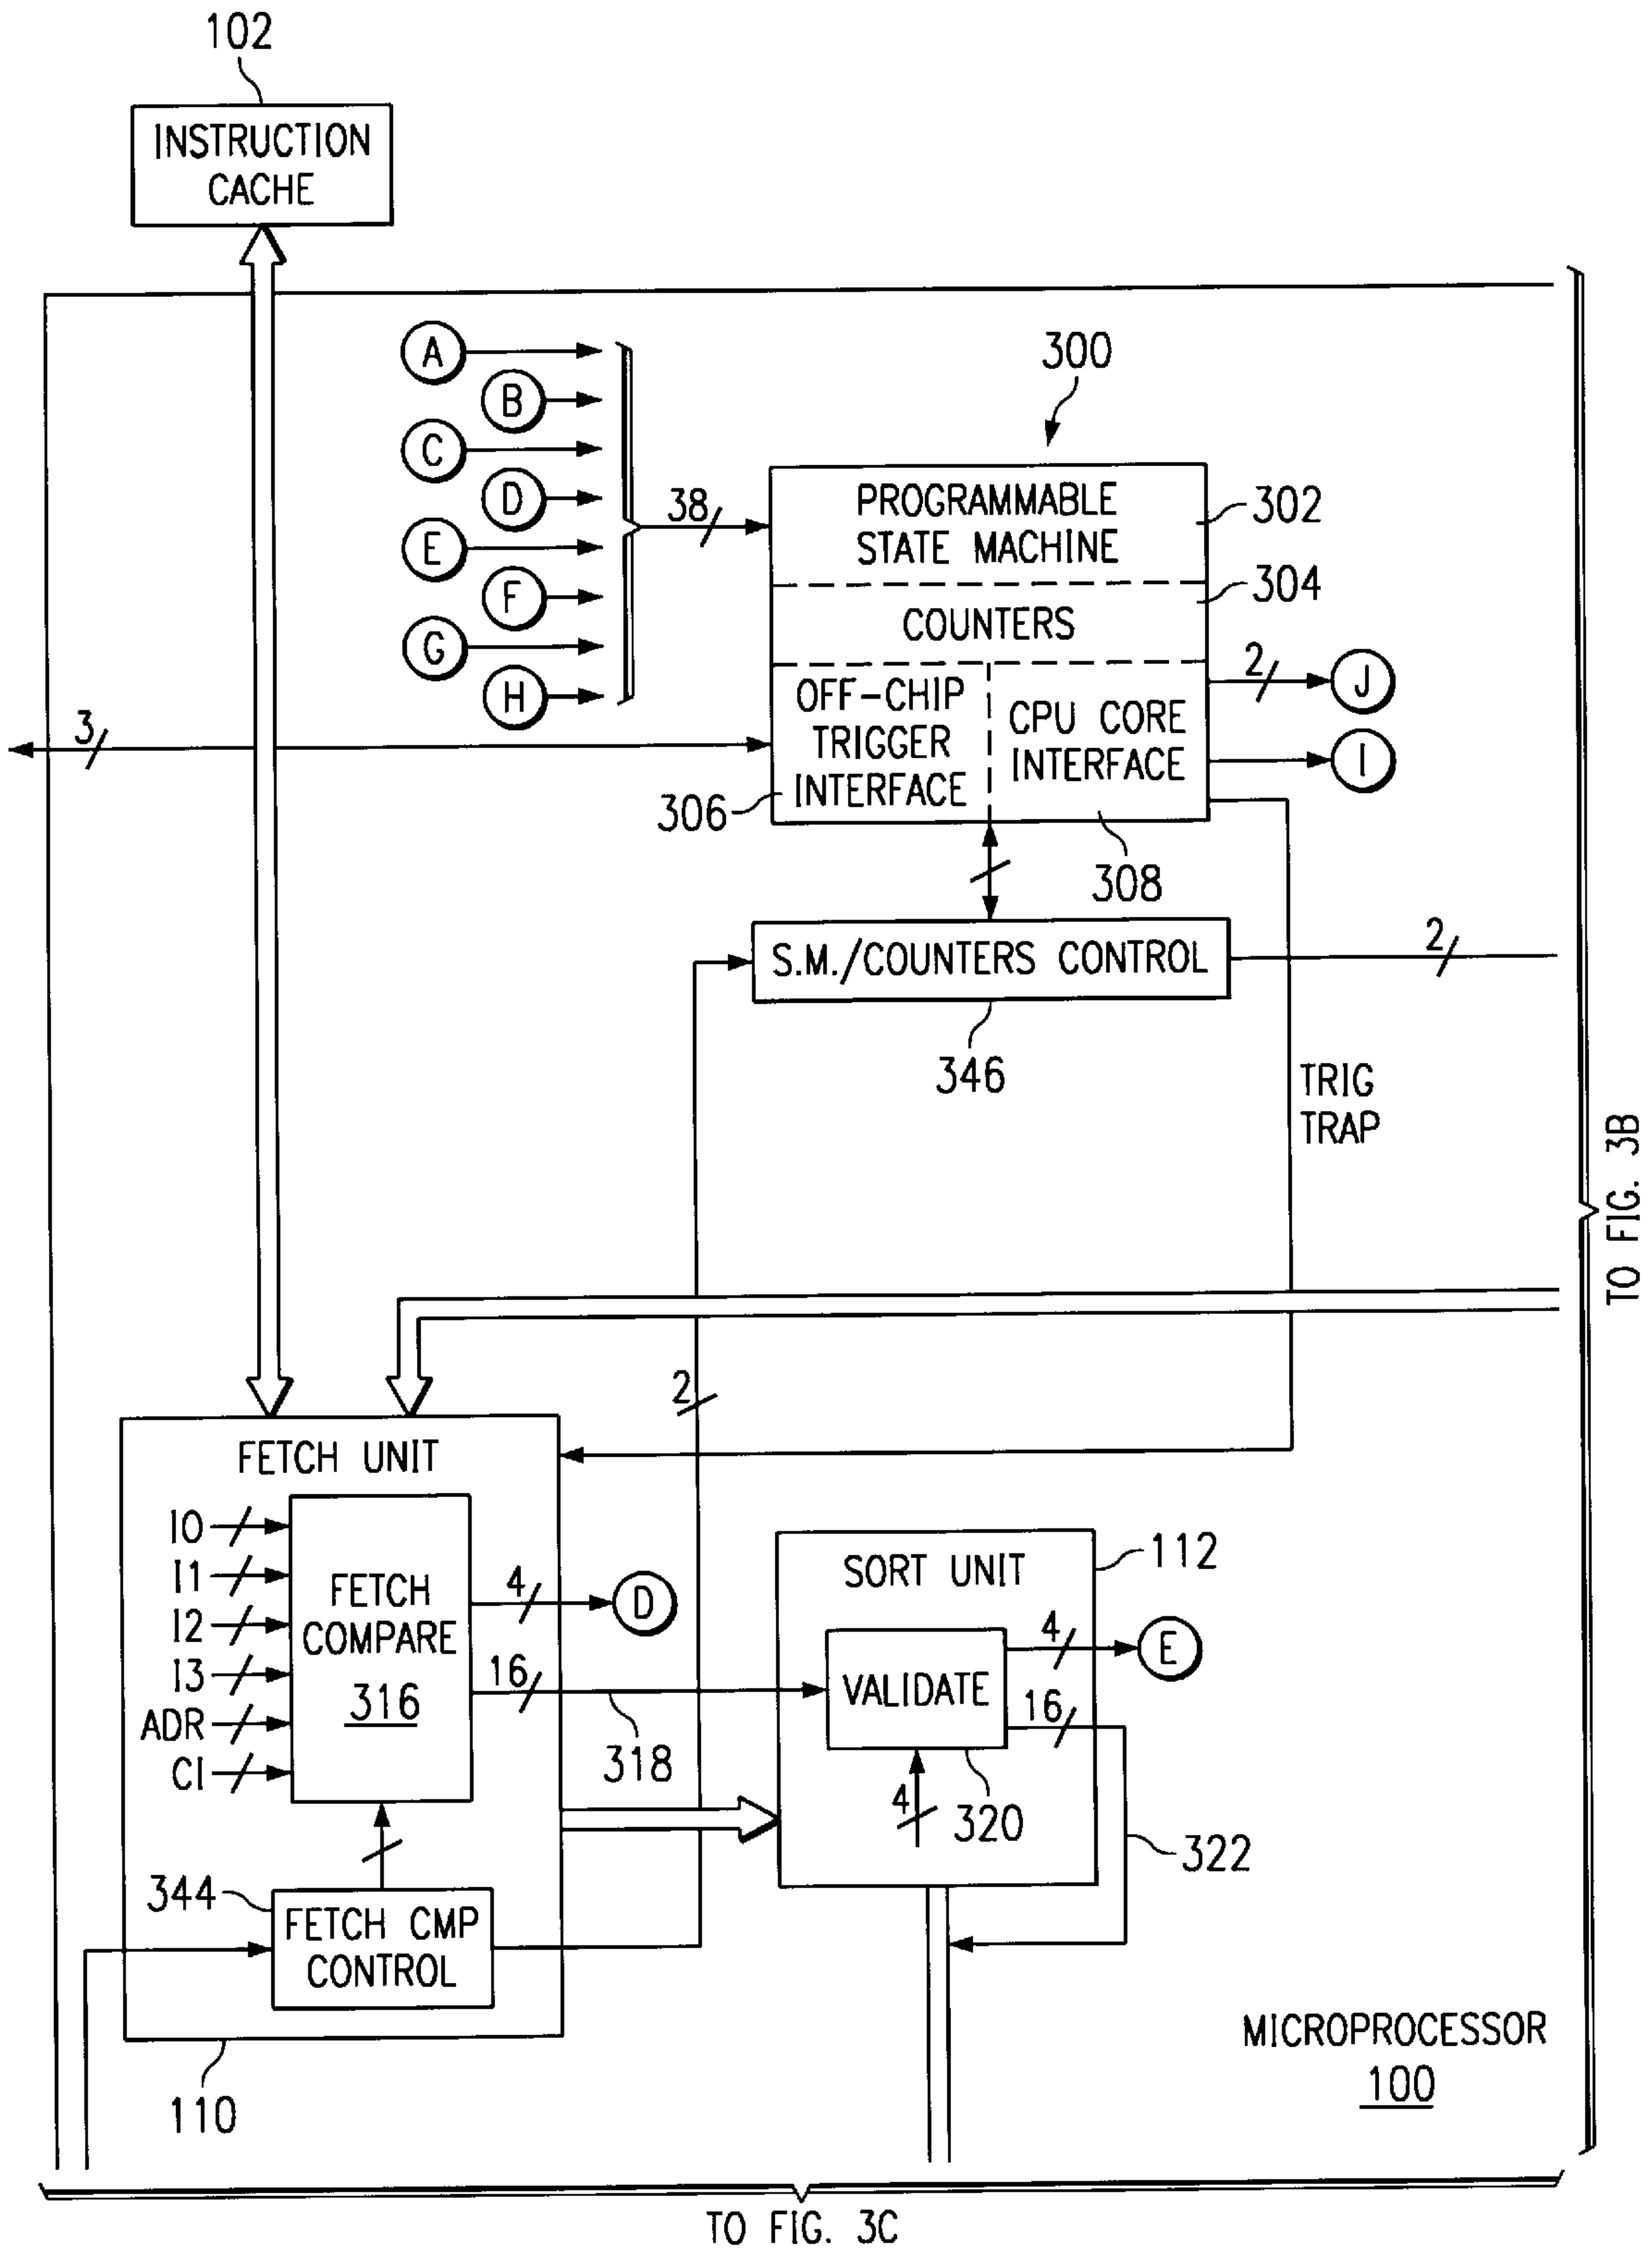 102
INSTRUCTION
CACHE
A
B
C
D
E
F
G
H
38
3
300
PROGRAMMABLE
STATE MACHINE
302
304
COUNTERS
OFF-CHIP
TRIGGER
INTERFACE
306
CPU CORE
INTERFACE
308
2
J
I
S.M./COUNTERS CONTROL
2
346
TRIG
TRAP
TO FIG. 3B
2
FETCH UNIT
I0
I1
I2
I3
ADR
CI
FETCH
COMPARE
316
4
D
16
318
SORT UNIT
112
VALIDATE
4
E
16
4
320
322
344
FETCH CMP
CONTROL
110
MICROPROCESSOR
100
TO FIG. 3C